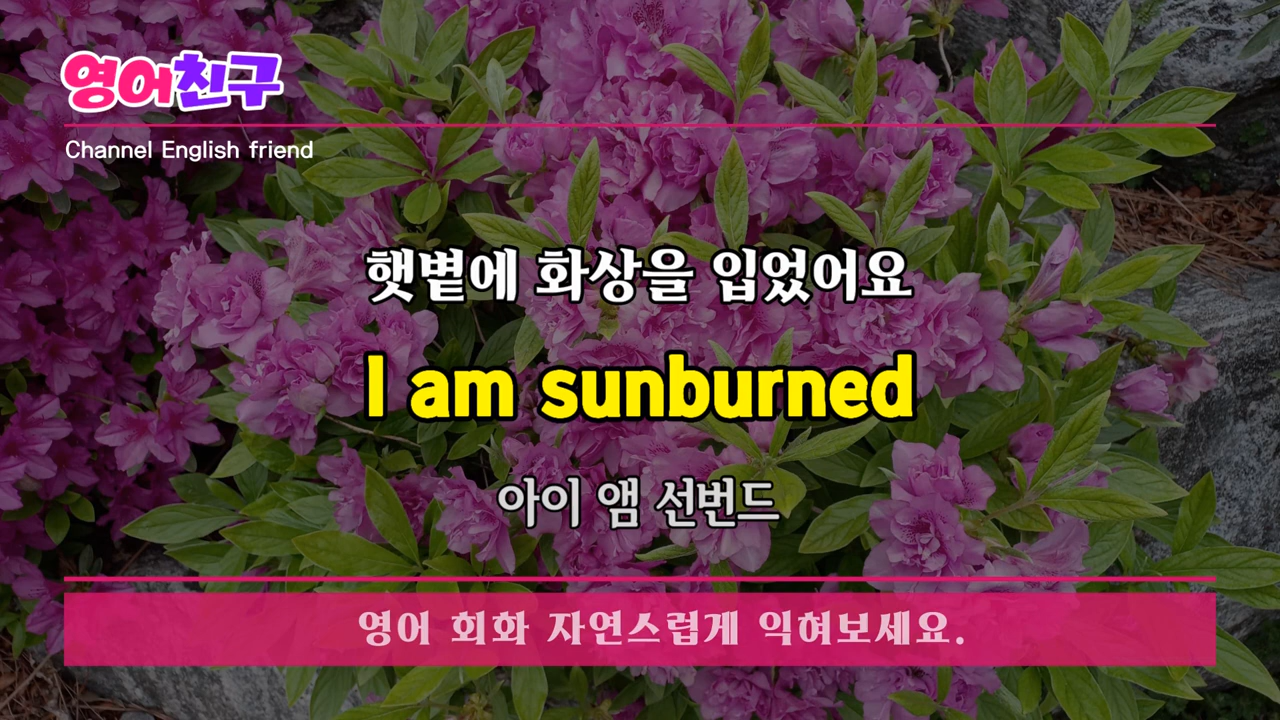 영어친구
Channel English friend
햇볕에 화상을 입었어요
I am sunburned
아이 앰 선번드
영어 회화 자연스럽게 익혀보세요.